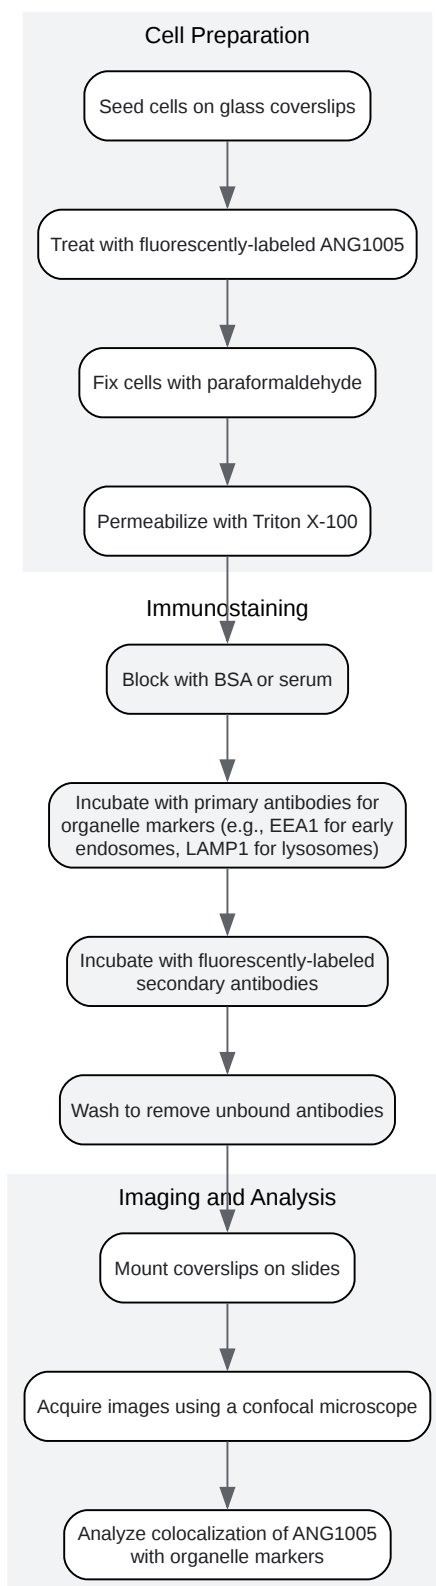 Cell Preparation
Seed cells on glass coverslips
Treat with fluorescently-labeled ANG1005
Fix cells with paraformaldehyde
Permeabilize with Triton X-100
Immunostaining
Block with BSA or serum
Incubate with primary antibodies for
organelle markers (e.g., EEA1 for early
endosomes, LAMP1 for lysosomes)
Incubate with fluorescently-labeled
secondary antibodies
Wash to remove unbound antibodies
Imaging and Analysis
Mount coverslips on slides
Acquire images using a confocal microscope
Analyze colocalization of ANG1005
with organelle markers